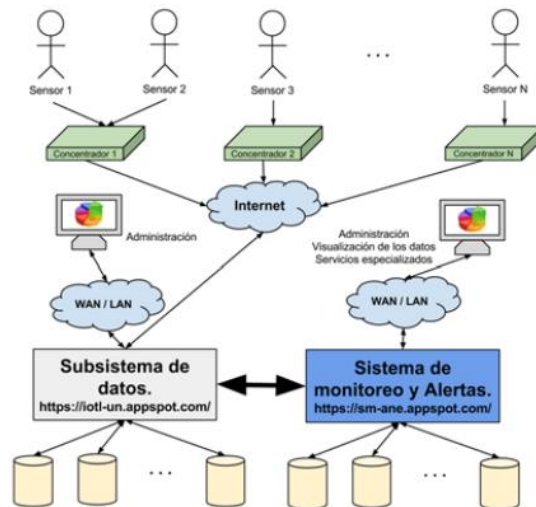 Sensor 1
Sensor 2
Sensor 3
. . .
Sensor N
Concentrador 1
Concentrador 2
Concentrador N
Internet
Administración
Administración
Visualización de los datos
Servicios especializados
WAN / LAN
WAN / LAN
Subsistema de
datos.
https://iotl-un.appspot.com/
Sistema de
monitoreo y Alertas.
https://sm-ane.appspot.com/
. . .
. . .